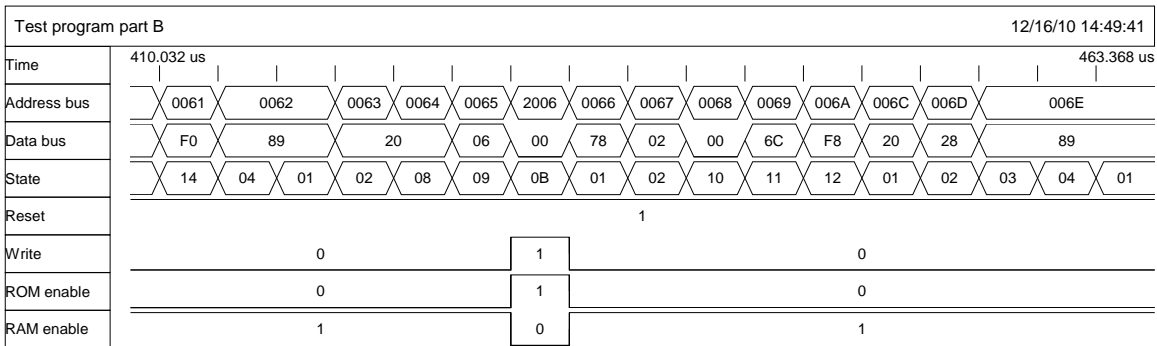 Test program part B 12/16/10 14:49:41
Time 410.032 us 463.368 us
Address bus 0061 0062 0063 0064 0065 2006 0066 0067 0068 0069 006A 006C 006D 006E
Data bus F0 89 20 06 00 78 02 00 6C F8 20 28 89
State 14 04 01 02 08 09 0B 01 02 10 11 12 01 02 03 04 01
Reset 1
Write 0 1 0
ROM enable 0 1 0
RAM enable 1 0 1